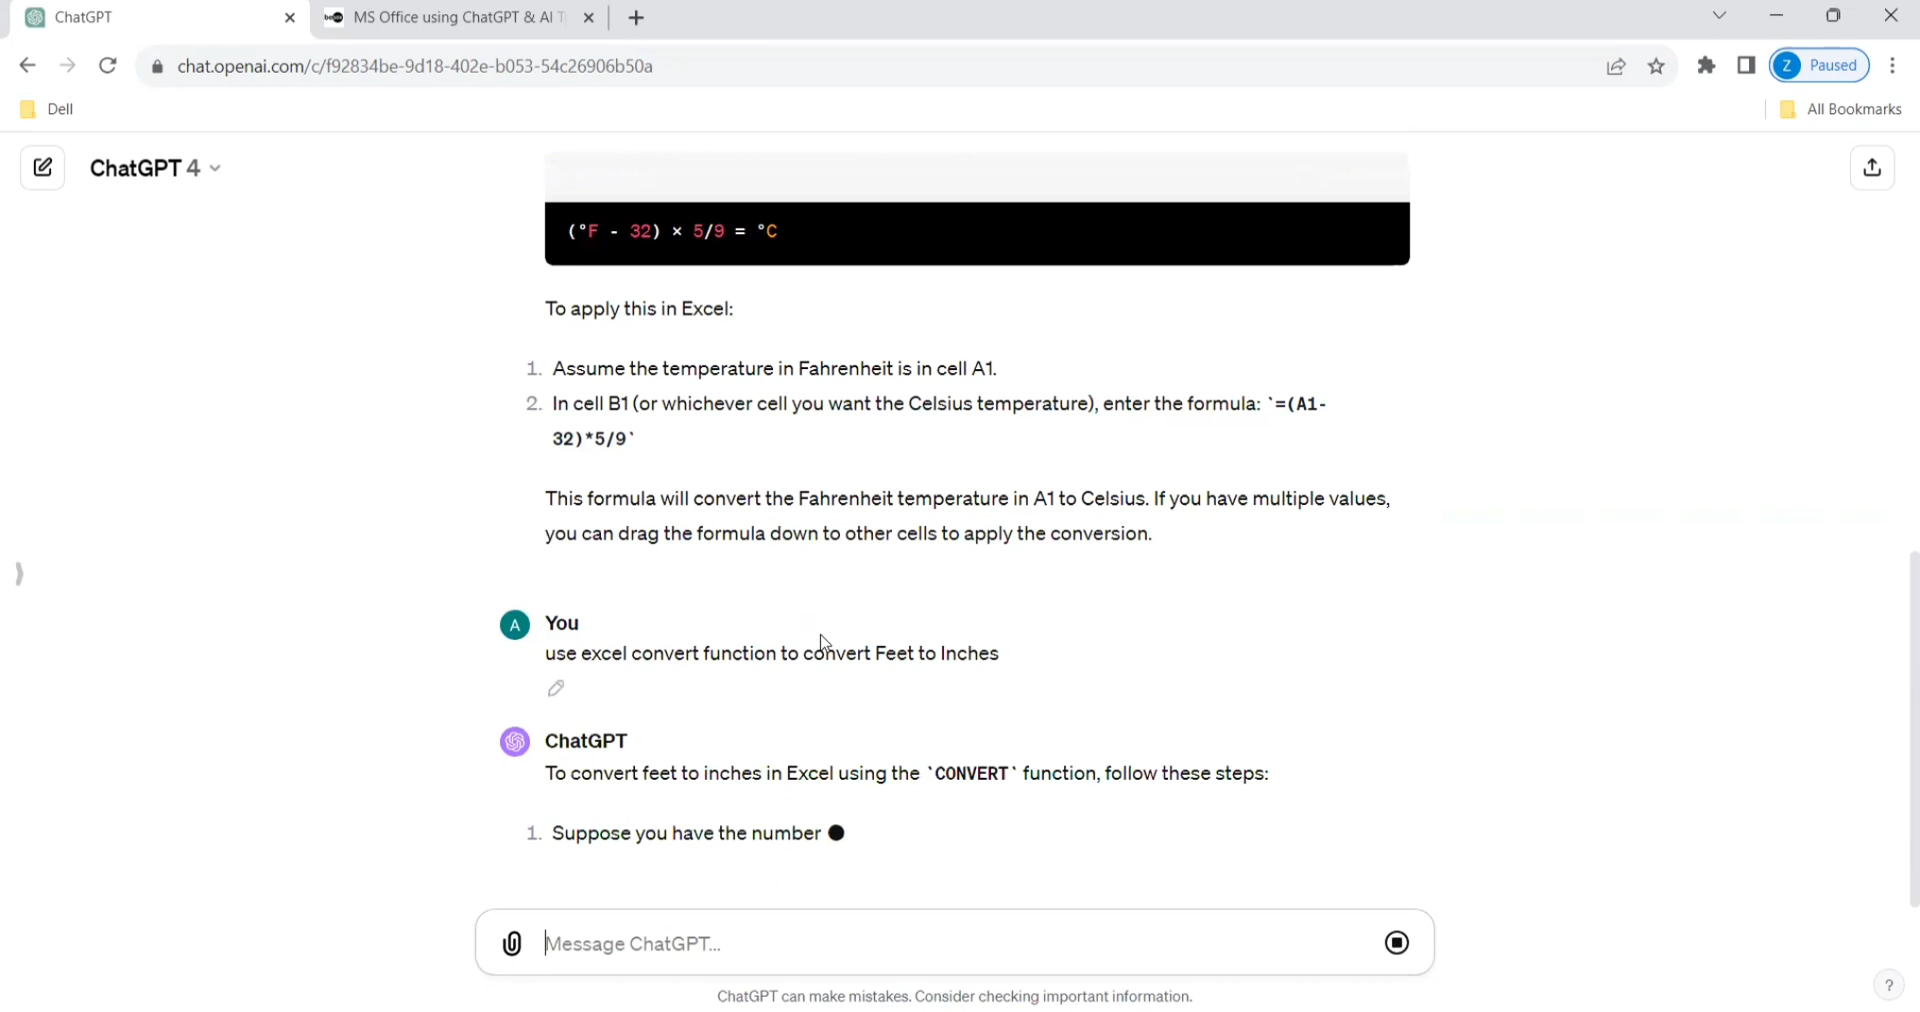 ChatGPT
MS Office using ChatGPT & AI T
chat.openai.com/c/f92834be-9d18-402e-b053-54c26906b50a
Z Paused
Dell
All Bookmarks
ChatGPT 4
(°F - 32) × 5/9 = °C
To apply this in Excel:
1. Assume the temperature in Fahrenheit is in cell A1.
2. In cell B1 (or whichever cell you want the Celsius temperature), enter the formula: `=(A1-
32)*5/9`
This formula will convert the Fahrenheit temperature in A1 to Celsius. If you have multiple values,
you can drag the formula down to other cells to apply the conversion.
A You
use excel convert function to convert Feet to Inches
ChatGPT
To convert feet to inches in Excel using the `CONVERT` function, follow these steps:
1. Suppose you have the number
Message ChatGPT...
ChatGPT can make mistakes. Consider checking important information.
?